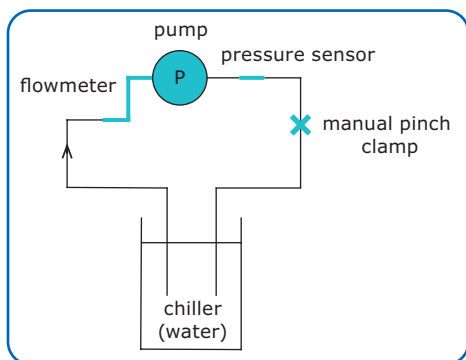 pump
P
pressure sensor
flowmeter
manual pinch
clamp
chiller
(water)